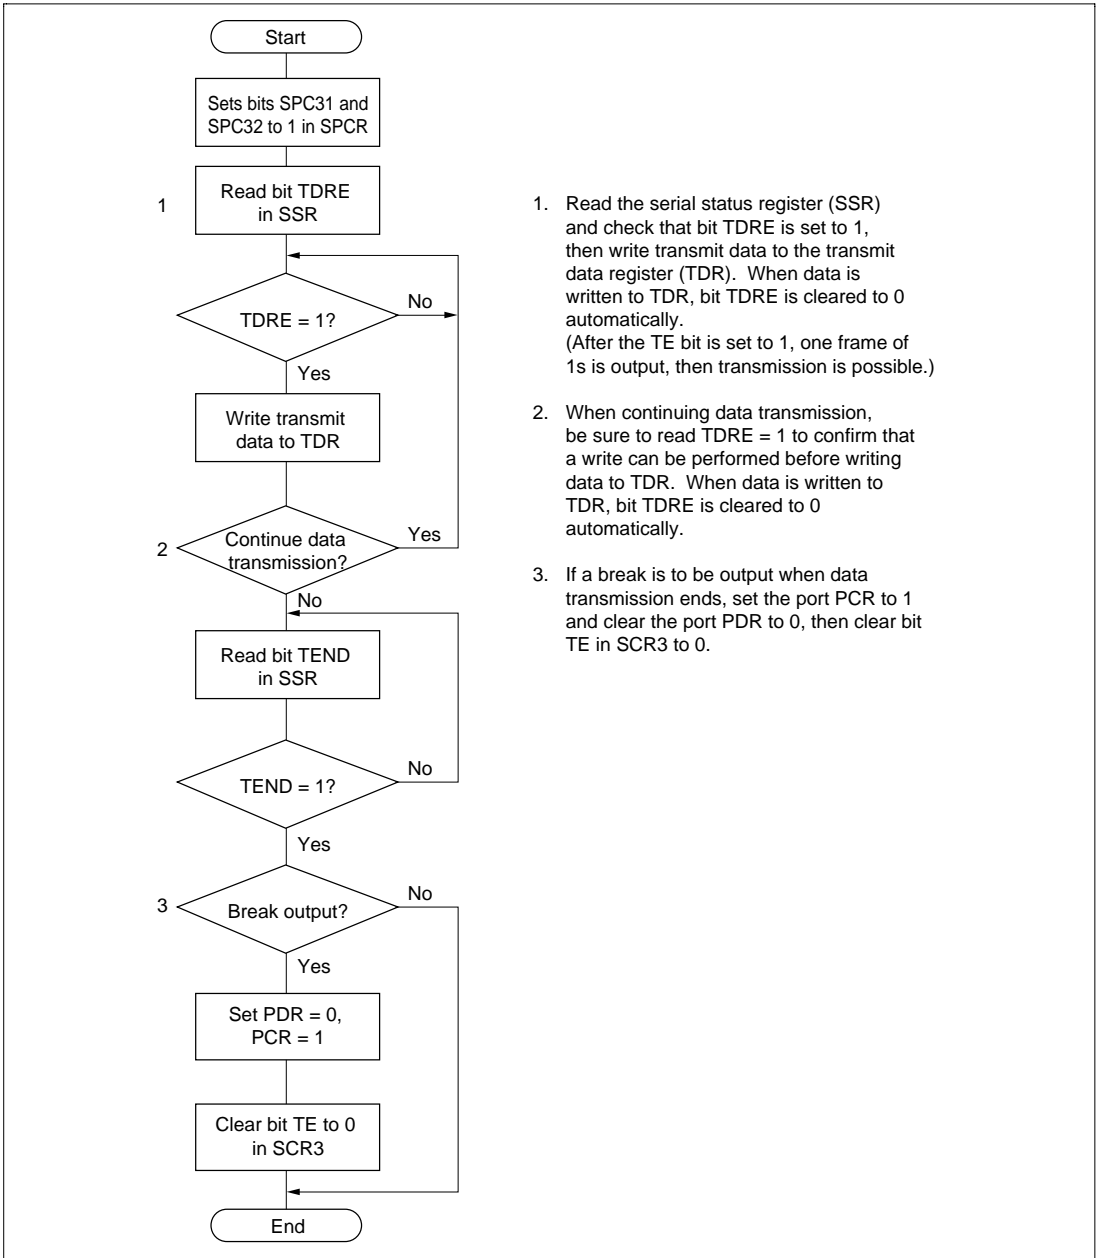 Start
Sets bits SPC31 and
SPC32 to 1 in SPCR
1
Read bit TDRE
in SSR
TDRE = 1?
No
Yes
Write transmit
data to TDR
2
Continue data
transmission?
Yes
No
Read bit TEND
in SSR
TEND = 1?
No
Yes
3
Break output?
No
Yes
Set PDR = 0,
PCR = 1
Clear bit TE to 0
in SCR3
End
1. Read the serial status register (SSR)
and check that bit TDRE is set to 1,
then write transmit data to the transmit
data register (TDR). When data is
written to TDR, bit TDRE is cleared to 0
automatically.
(After the TE bit is set to 1, one frame of
1s is output, then transmission is possible.)
2. When continuing data transmission,
be sure to read TDRE = 1 to confirm that
a write can be performed before writing
data to TDR. When data is written to
TDR, bit TDRE is cleared to 0
automatically.
3. If a break is to be output when data
transmission ends, set the port PCR to 1
and clear the port PDR to 0, then clear bit
TE in SCR3 to 0.